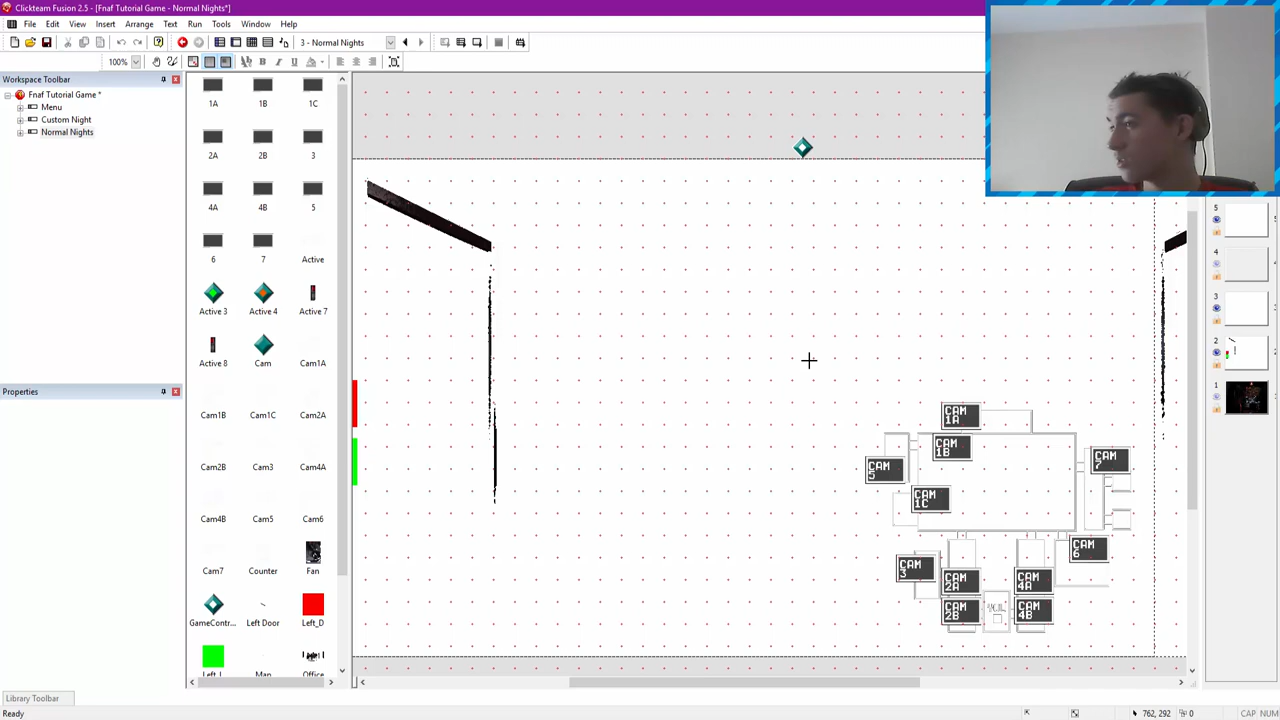 Clickteam Fusion 2.5 - [Fnaf Tutorial Game - Normal Nights*]
File Edit View Insert Arrange Text Run Tools Window Help
3 - Normal Nights
100%
Workspace Toolbar
Fnaf Tutorial Game *
Menu
Custom Night
Normal Nights
Properties
Library Toolbar
Ready
1A 1B 1C
2A 2B 3
4A 4B 5
6 7 Active
Active 3 Active 4 Active 7
Active 8 Cam Cam1A
Cam1B Cam1C Cam2A
Cam2B Cam3 Cam4A
Cam4B Cam5 Cam6
Cam7 Counter Fan
GameContr... Left Door Left_D
Left_l Map Office
CAM 1A
CAM 1B
CAM 5
CAM 7
CAM 1C
CAM 6
CAM 3
CAM 2A
CAM 4A
CAM 2B
CAM 4B
5
4
3
2
1
762, 292 0 CAP NUM